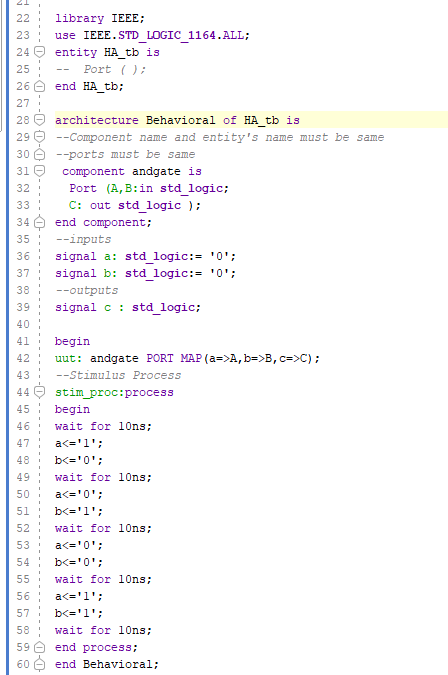 21
22 library IEEE;
23 use IEEE.STD_LOGIC_1164.ALL;
24 entity HA_tb is
25 -- Port ( );
26 end HA_tb;
27
28 architecture Behavioral of HA_tb is
29 --Component name and entity's name must be same
30 --ports must be same
31 component andgate is
32 Port (A,B:in std_logic;
33 C: out std_logic );
34 end component;
35 --inputs
36 signal a: std_logic:= '0';
37 signal b: std_logic:= '0';
38 --outputs
39 signal c : std_logic;
40
41 begin
42 uut: andgate PORT MAP(a=>A,b=>B,c=>C);
43 --Stimulus Process
44 stim_proc:process
45 begin
46 wait for 10ns;
47 a<='1';
48 b<='0';
49 wait for 10ns;
50 a<='0';
51 b<='1';
52 wait for 10ns;
53 a<='0';
54 b<='0';
55 wait for 10ns;
56 a<='1';
57 b<='1';
58 wait for 10ns;
59 end process;
60 end Behavioral;